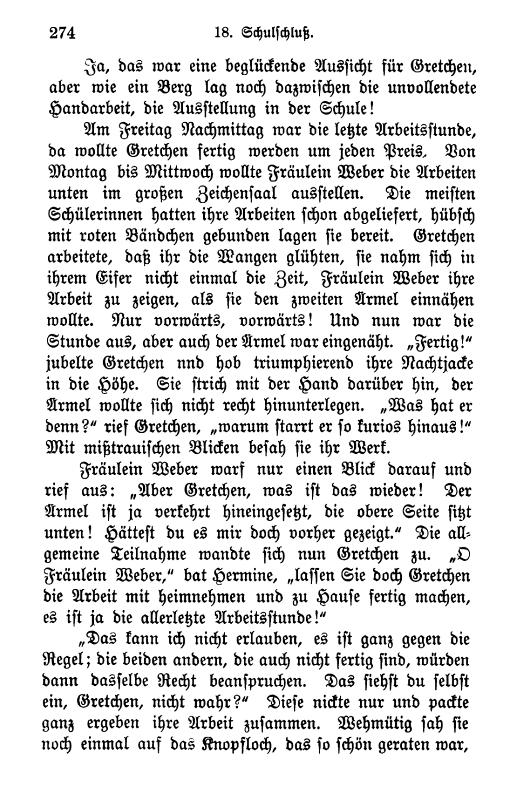 274 18. Schulschluß.
Ja, das war eine beglückende Aussicht für Gretchen,
aber wie ein Berg lag noch dazwischen die unvollendete
Handarbeit, die Ausstellung in der Schule!
Am Freitag Nachmittag war die letzte Arbeitsstunde,
da wollte Gretchen fertig werden um jeden Preis. Von
Montag bis Mittwoch wollte Fräulein Weber die Arbeiten
unten im großen Zeichensaal ausstellen. Die meisten
Schülerinnen hatten ihre Arbeiten schon abgeliefert, hübsch
mit roten Bändchen gebunden lagen sie bereit. Gretchen
arbeitete, daß ihr die Wangen glühten, sie nahm sich in
ihrem Eifer nicht einmal die Zeit, Fräulein Weber ihre
Arbeit zu zeigen, als sie den zweiten Armel einnähen
wollte. Nur vorwärts, vorwärts! Und nun war die
Stunde aus, aber auch der Armel war eingenäht. „Fertig!“
jubelte Gretchen nnd hob triumphierend ihre Nachtjacke
in die Höhe. Sie strich mit der Hand darüber hin, der
Armel wollte sich nicht recht hinunterlegen. „Was hat er
denn?“ rief Gretchen, „warum starrt er so kurios hinaus!“
Mit mißtrauischen Blicken besah sie ihr Werk.
Fräulein Weber warf nur einen Blick darauf und
rief aus: „Aber Gretchen, was ist das wieder! Der
Armel ist ja verkehrt hineingesetzt, die obere Seite sitzt
unten! Hättest du es mir doch vorher gezeigt.“ Die all-
gemeine Teilnahme wandte sich nun Gretchen zu. „O
Fräulein Weber,“ bat Hermine, „lassen Sie doch Gretchen
die Arbeit mit heimnehmen und zu Hause fertig machen,
es ist ja die allerletzte Arbeitsstunde!“
„Das kann ich nicht erlauben, es ist ganz gegen die
Regel; die beiden andern, die auch nicht fertig sind, würden
dann dasselbe Recht beanspruchen. Das siehst du selbst
ein, Gretchen, nicht wahr?“ Diese nickte nur und packte
ganz ergeben ihre Arbeit zusammen. Wehmütig sah sie
noch einmal auf das Knopfloch, das so schön geraten war,